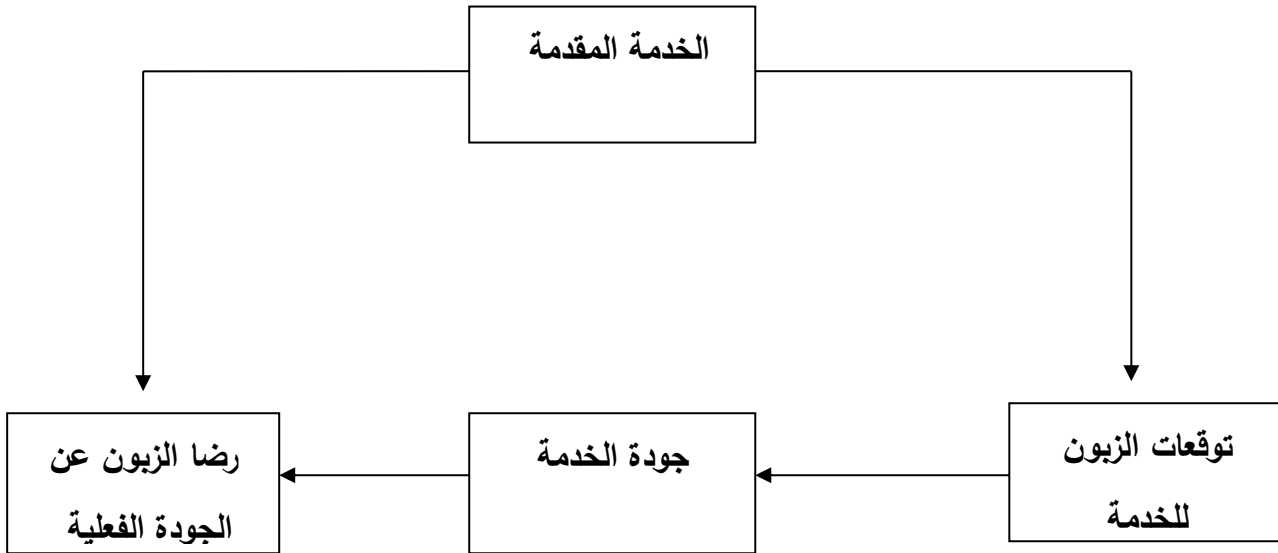 الخدمة المقدمة
توقعات الزبون
للخدمة
جودة الخدمة
رضا الزبون عن
الجودة الفعلية